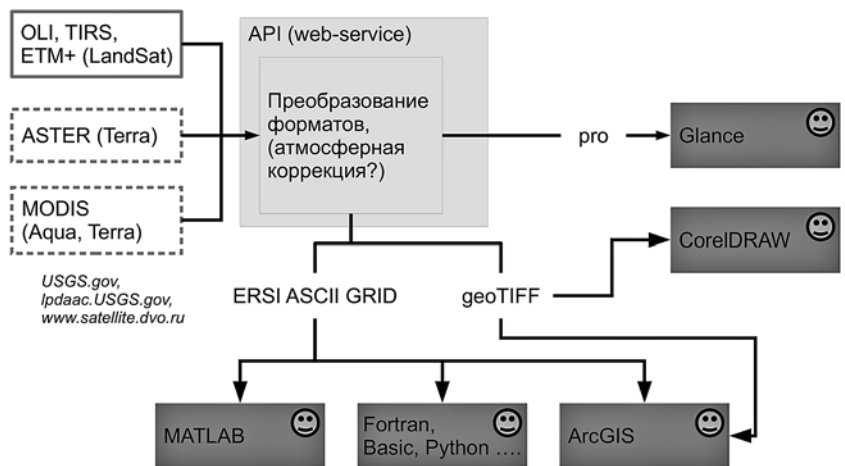 OLI, TIRS,
ETM+ (LandSat)
ASTER (Terra)
MODIS
(Aqua, Terra)
USGS.gov,
lpdaac.USGS.gov,
www.satellite.dvo.ru
API (web-service)
Преобразование
форматов,
(атмосферная
коррекция?)
pro
Glance
CorelDRAW
ERSI ASCII GRID
geoTIFF
MATLAB
Fortran,
Basic, Python ....
ArcGIS